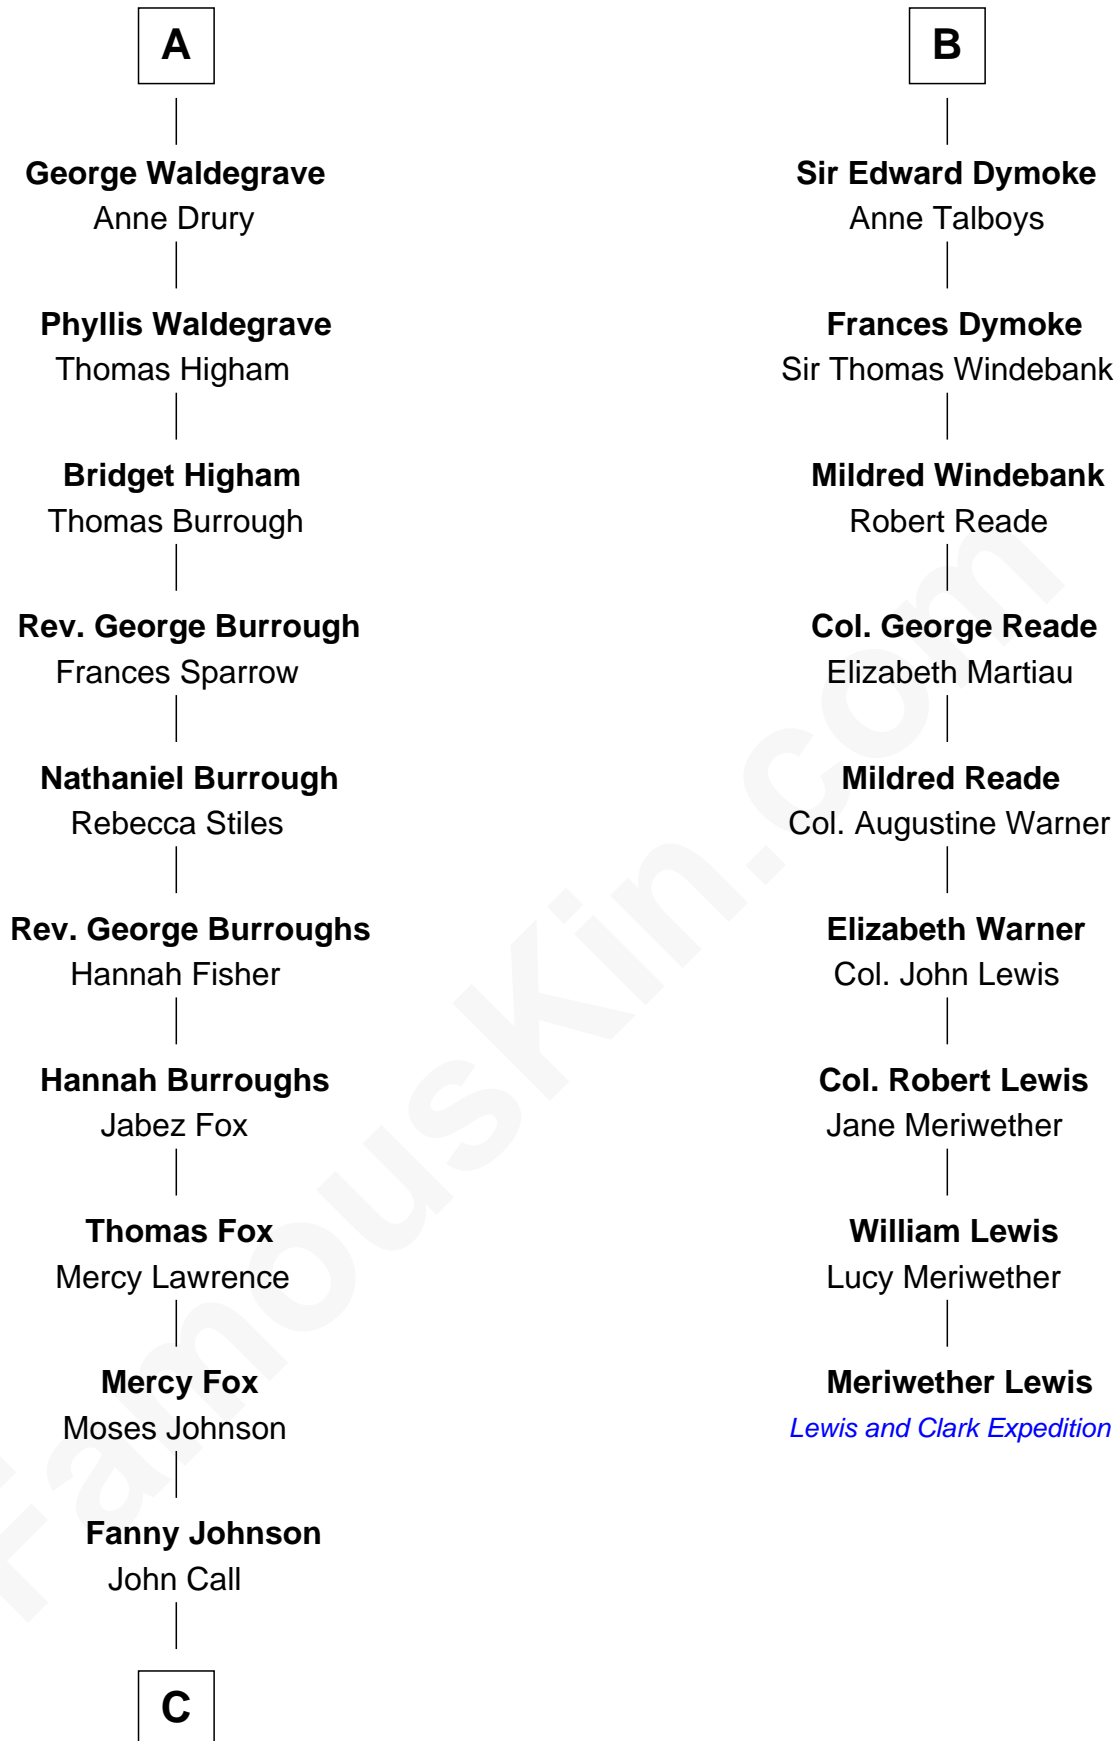 A
George Waldegrave
Anne Drury
Phyllis Waldegrave
Thomas Higham
Bridget Higham
Thomas Burrough
Rev. George Burrough
Frances Sparrow
Nathaniel Burrough
Rebecca Stiles
Rev. George Burroughs
Hannah Fisher
Hannah Burroughs
Jabez Fox
Thomas Fox
Mercy Lawrence
Mercy Fox
Moses Johnson
Fanny Johnson
John Call
C
B
Sir Edward Dymoke
Anne Talboys
Frances Dymoke
Sir Thomas Windebank
Mildred Windebank
Robert Reade
Col. George Reade
Elizabeth Martiau
Mildred Reade
Col. Augustine Warner
Elizabeth Warner
Col. John Lewis
Col. Robert Lewis
Jane Meriwether
William Lewis
Lucy Meriwether
Meriwether Lewis
Lewis and Clark Expedition
FamousKin.com